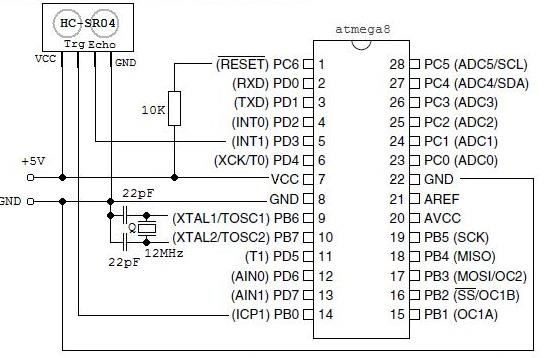 HC-SR04
Trg Echo
VCC GND
atmega8
(RESET) PC6 1 28 PC5 (ADC5/SCL)
(RXD) PD0 2 27 PC4 (ADC4/SDA)
(TXD) PD1 3 26 PC3 (ADC3)
10K
(INT0) PD2 4 25 PC2 (ADC2)
(INT1) PD3 5 24 PC1 (ADC1)
(XCK/T0) PD4 6 23 PC0 (ADC0)
+5V
VCC 7 22 GND
22pF
GND
GND 8 21 AREF
(XTAL1/TOSC1) PB6 9 20 AVCC
Q
(XTAL2/TOSC2) PB7 10 19 PB5 (SCK)
12MHz
22pF
(T1) PD5 11 18 PB4 (MISO)
(AIN0) PD6 12 17 PB3 (MOSI/OC2)
(AIN1) PD7 13 16 PB2 (SS/OC1B)
(ICP1) PB0 14 15 PB1 (OC1A)